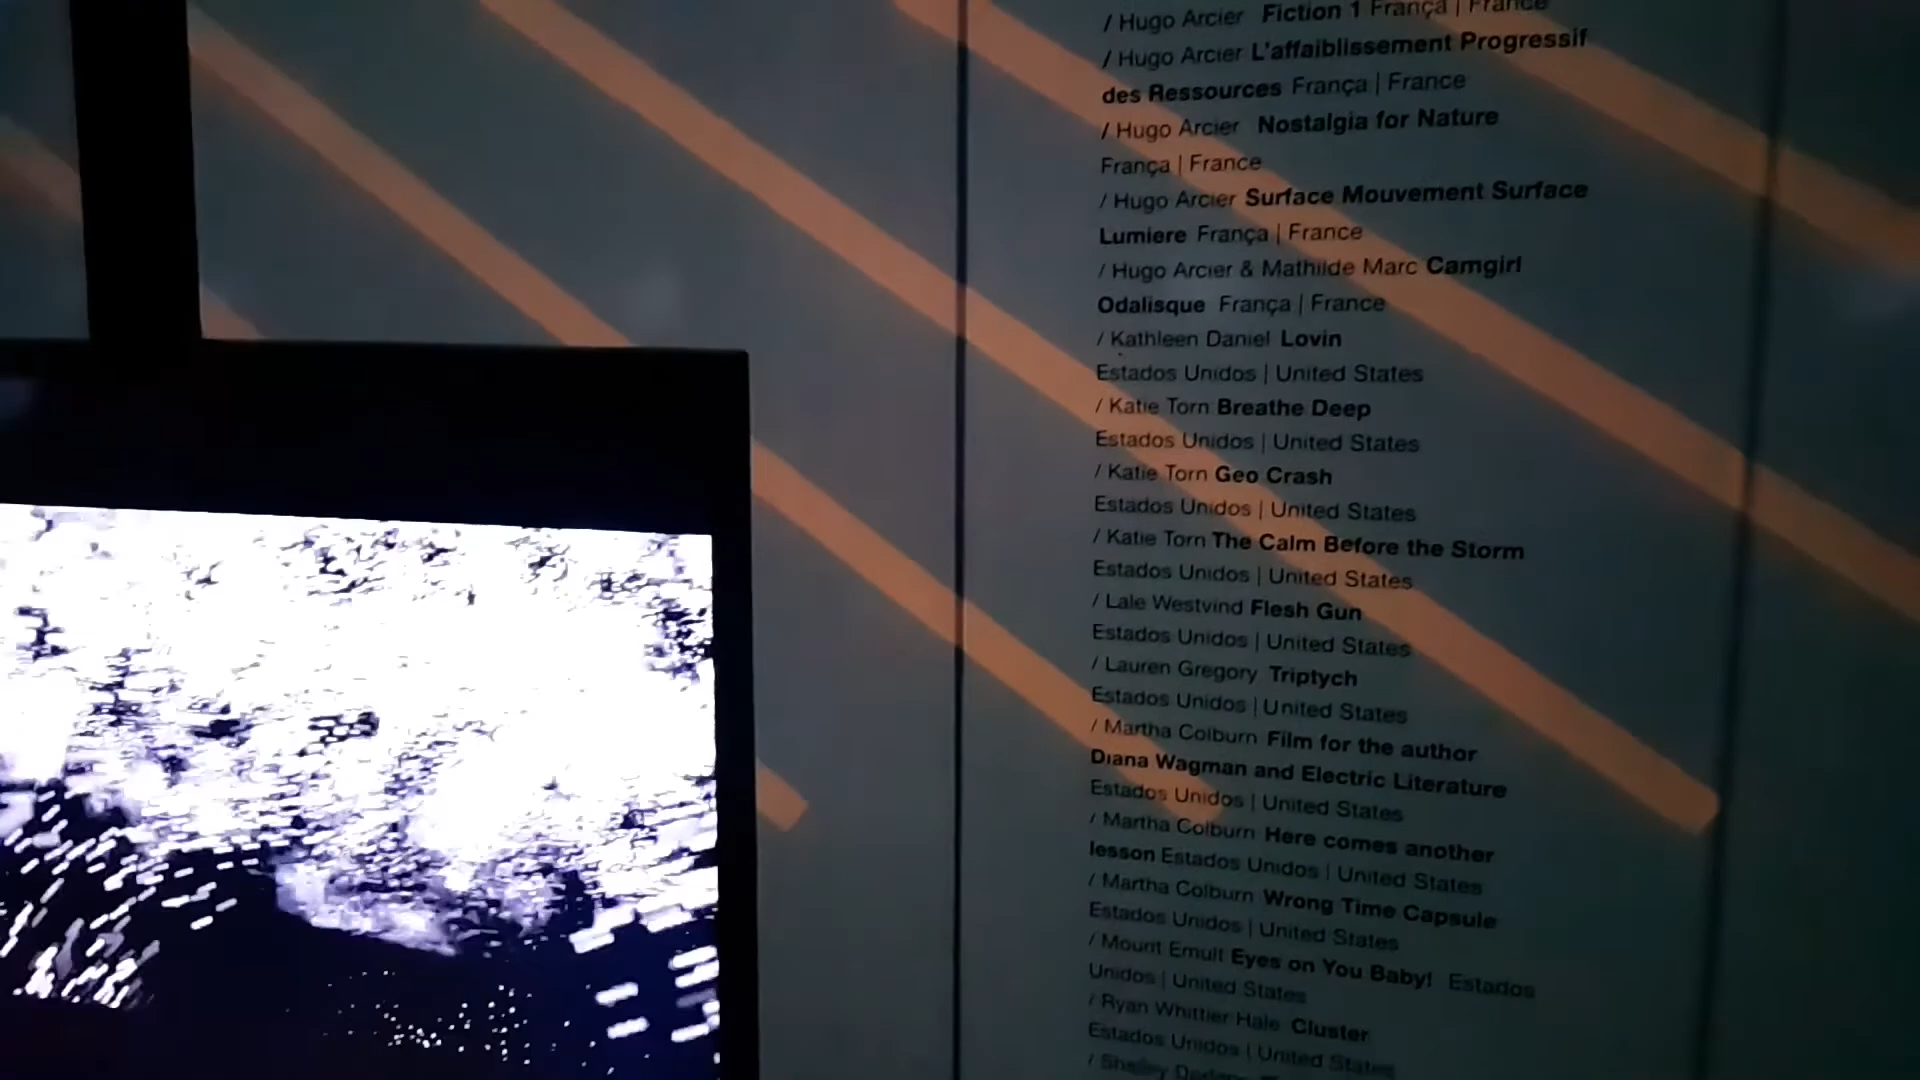 / Hugo Arcier Fiction 1 França | France
/ Hugo Arcier L'affaiblissement Progressif
des Ressources França | France
/ Hugo Arcier Nostalgia for Nature
França | France
/ Hugo Arcier Surface Mouvement Surface
Lumiere França | France
/ Hugo Arcier & Mathilde Marc Camgirl
Odalisque França | France
/ Kathleen Daniel Lovin
Estados Unidos | United States
/ Katie Torn Breathe Deep
Estados Unidos | United States
/ Katie Torn Geo Crash
Estados Unidos | United States
/ Katie Torn The Calm Before the Storm
Estados Unidos | United States
/ Lale Westvind Flesh Gun
Estados Unidos | United States
/ Lauren Gregory Triptych
Estados Unidos | United States
/ Martha Colburn Film for the author
Diana Wagman and Electric Literature
Estados Unidos | United States
/ Martha Colburn Here comes another
lesson Estados Unidos | United States
/ Martha Colburn Wrong Time Capsule
Estados Unidos | United States
/ Mount Emult Eyes on You Baby! Estados
Unidos | United States
/ Ryan Whittier Hale Cluster
Estados Unidos | United States
/ Shelley